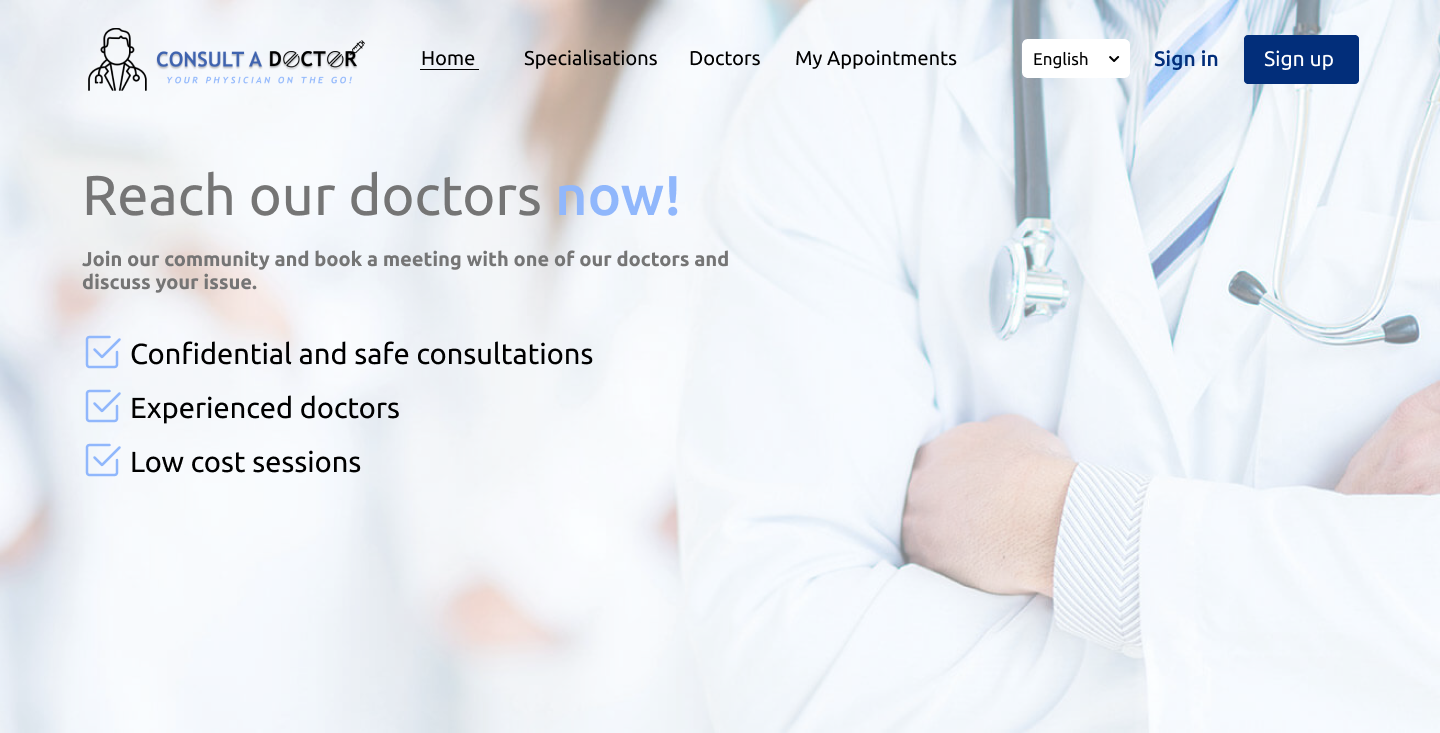 CONSULT A DOCTOR
YOUR PHYSICIAN ON THE GO!
Home
Specialisations
Doctors
My Appointments
English
Sign in
Sign up
Reach our doctors now!
Join our community and book a meeting with one of our doctors and
discuss your issue.
Confidential and safe consultations
Experienced doctors
Low cost sessions